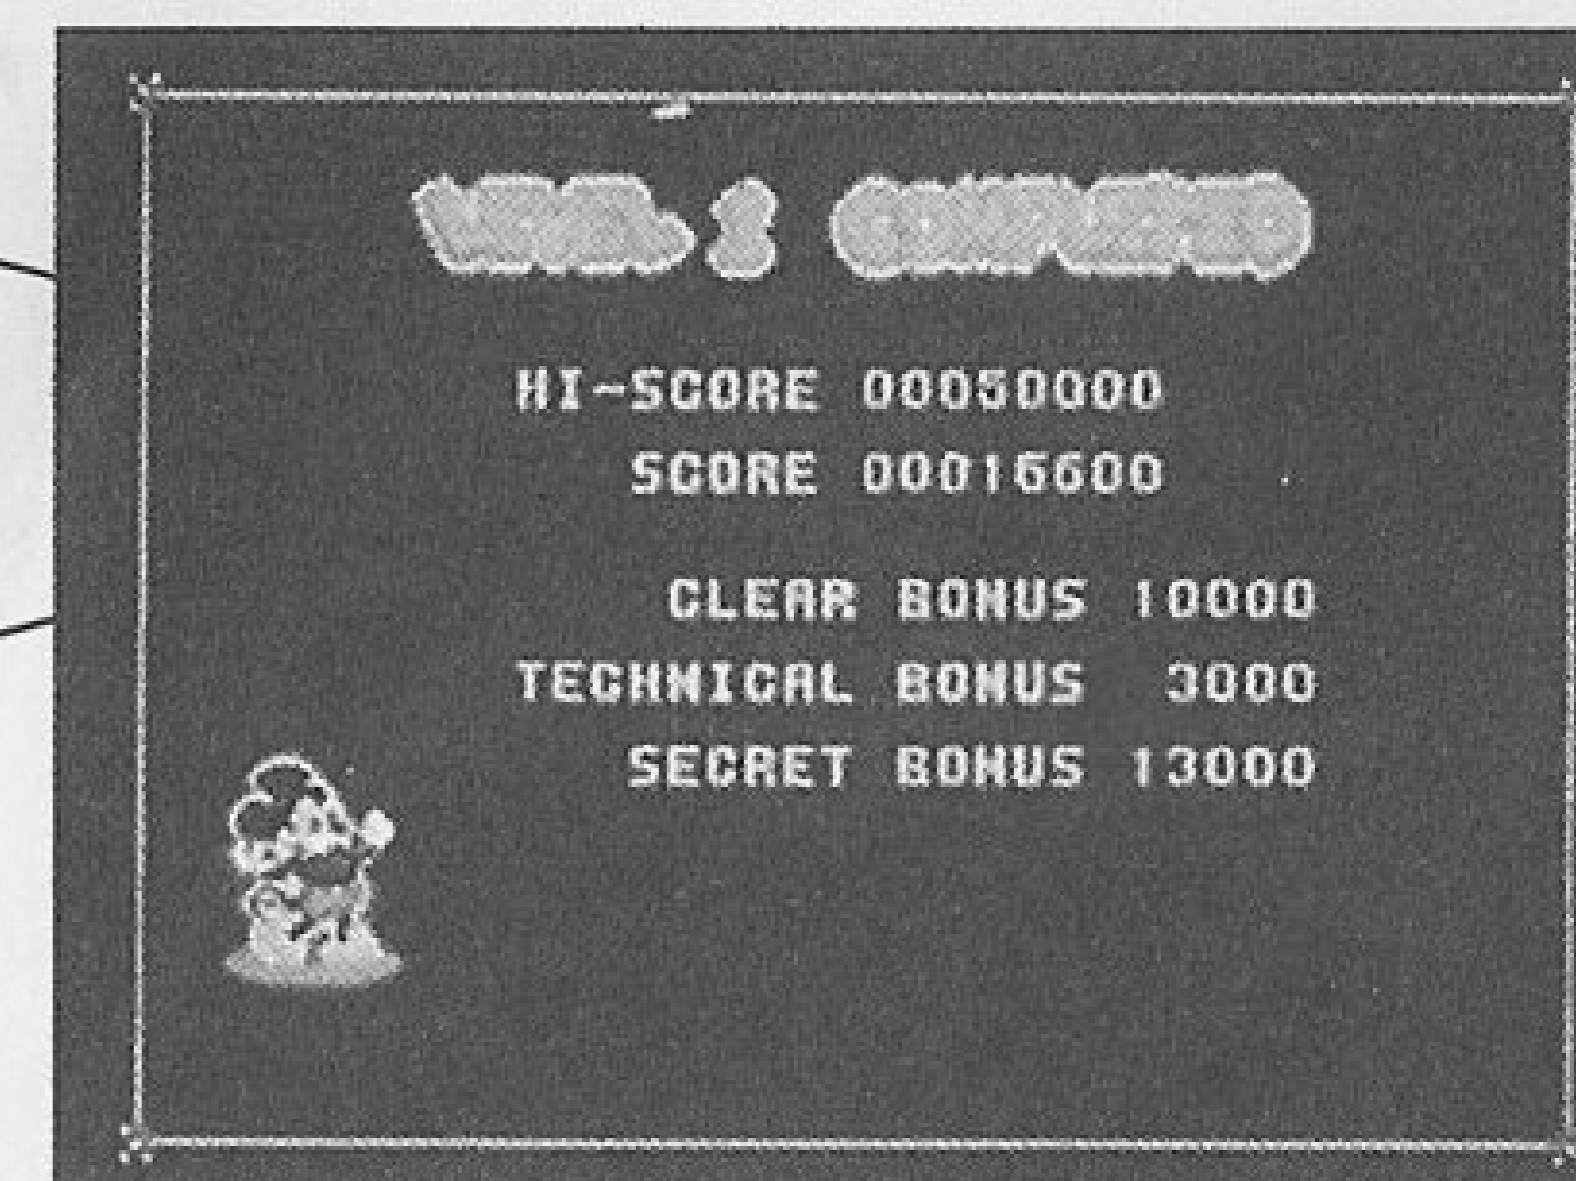 HI-SCORE 00050000
SCORE 00016600
CLEAR BONUS 10000
TECHNICAL BONUS 3000
SECRET BONUS 13000